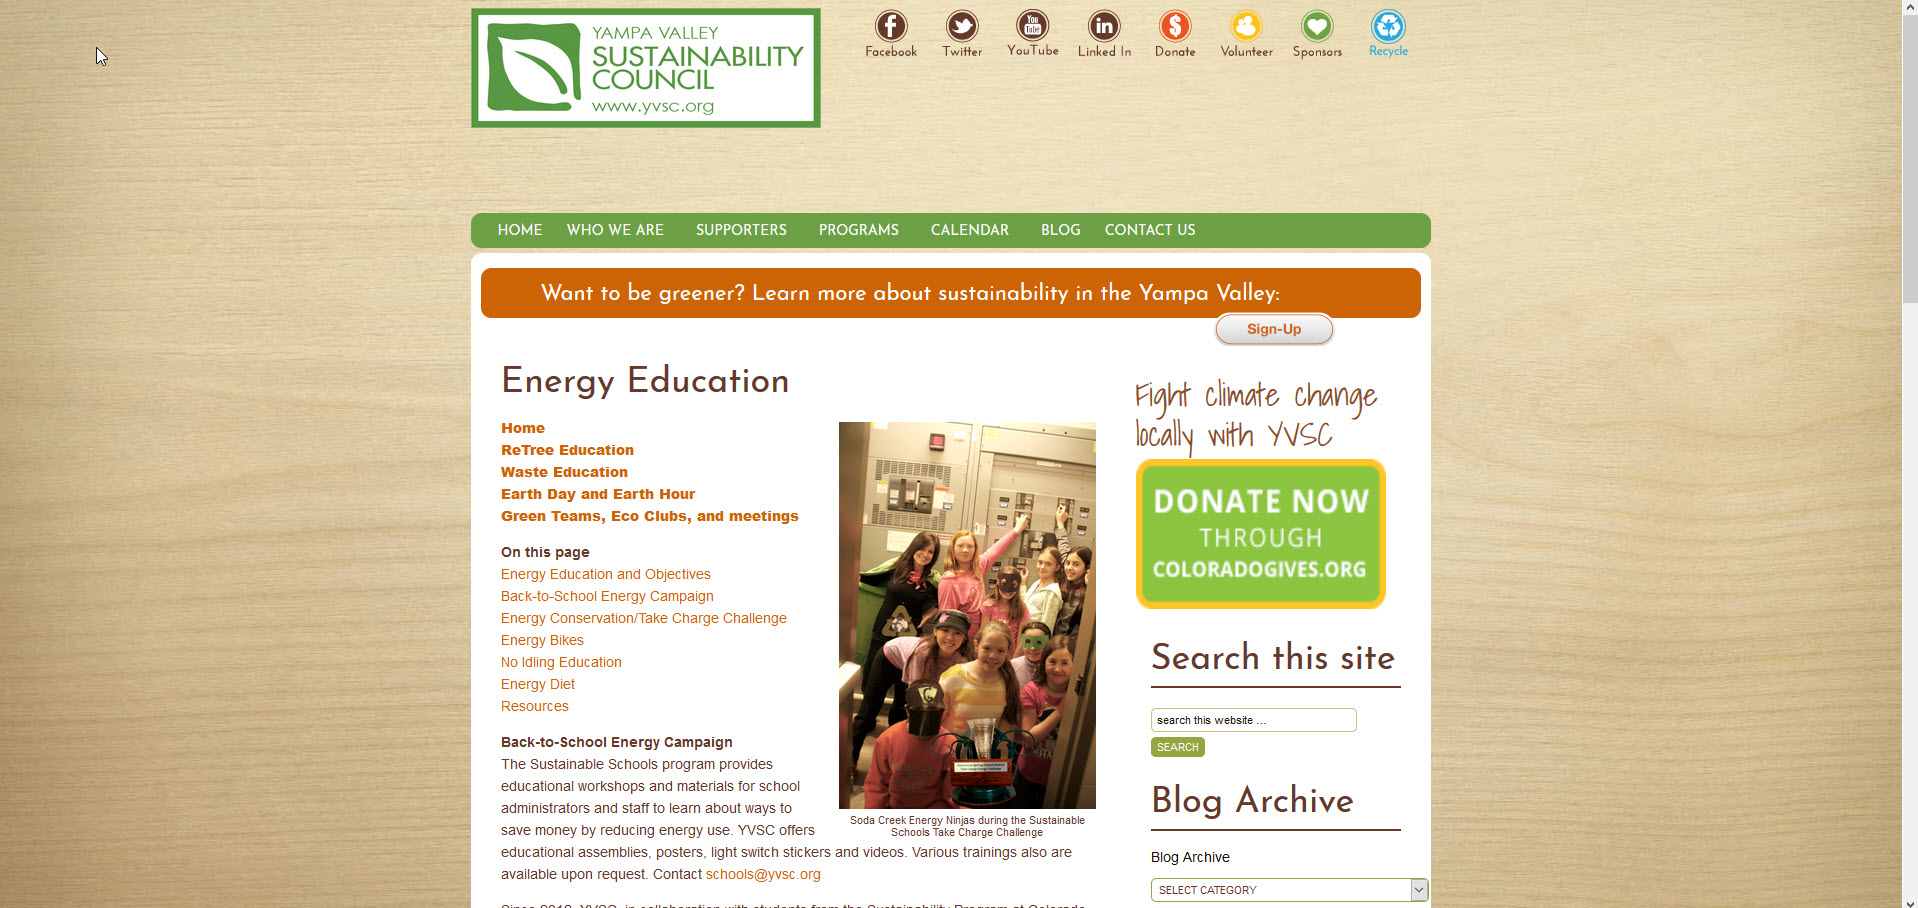 YAMPA VALLEY
SUSTAINABILITY
COUNCIL
www.yvsc.org
Facebook
Twitter
You
Tube
YouTube
in
Linked In
$
Donate
Volunteer
Sponsors
Recycle
HOME WHO WE ARE SUPPORTERS PROGRAMS CALENDAR BLOG CONTACT US
Want to be greener? Learn more about sustainability in the Yampa Valley:
Sign-Up
Energy Education
Home
ReTree Education
Waste Education
Earth Day and Earth Hour
Green Teams, Eco Clubs, and meetings
On this page
Energy Education and Objectives
Back-to-School Energy Campaign
Energy Conservation/Take Charge Challenge
Energy Bikes
No Idling Education
Energy Diet
Resources
Back-to-School Energy Campaign
The Sustainable Schools program provides
educational workshops and materials for school
administrators and staff to learn about ways to
save money by reducing energy use. YVSC offers
educational assemblies, posters, light switch stickers and videos. Various trainings also are
available upon request. Contact schools@yvsc.org
Soda Creek Energy Ninjas during the Sustainable
Schools Take Charge Challenge
Fight climate change
locally with YVSC
DONATE NOW
THROUGH
COLORADOGIVES.ORG
Search this site
search this website ...
SEARCH
Blog Archive
Blog Archive
SELECT CATEGORY